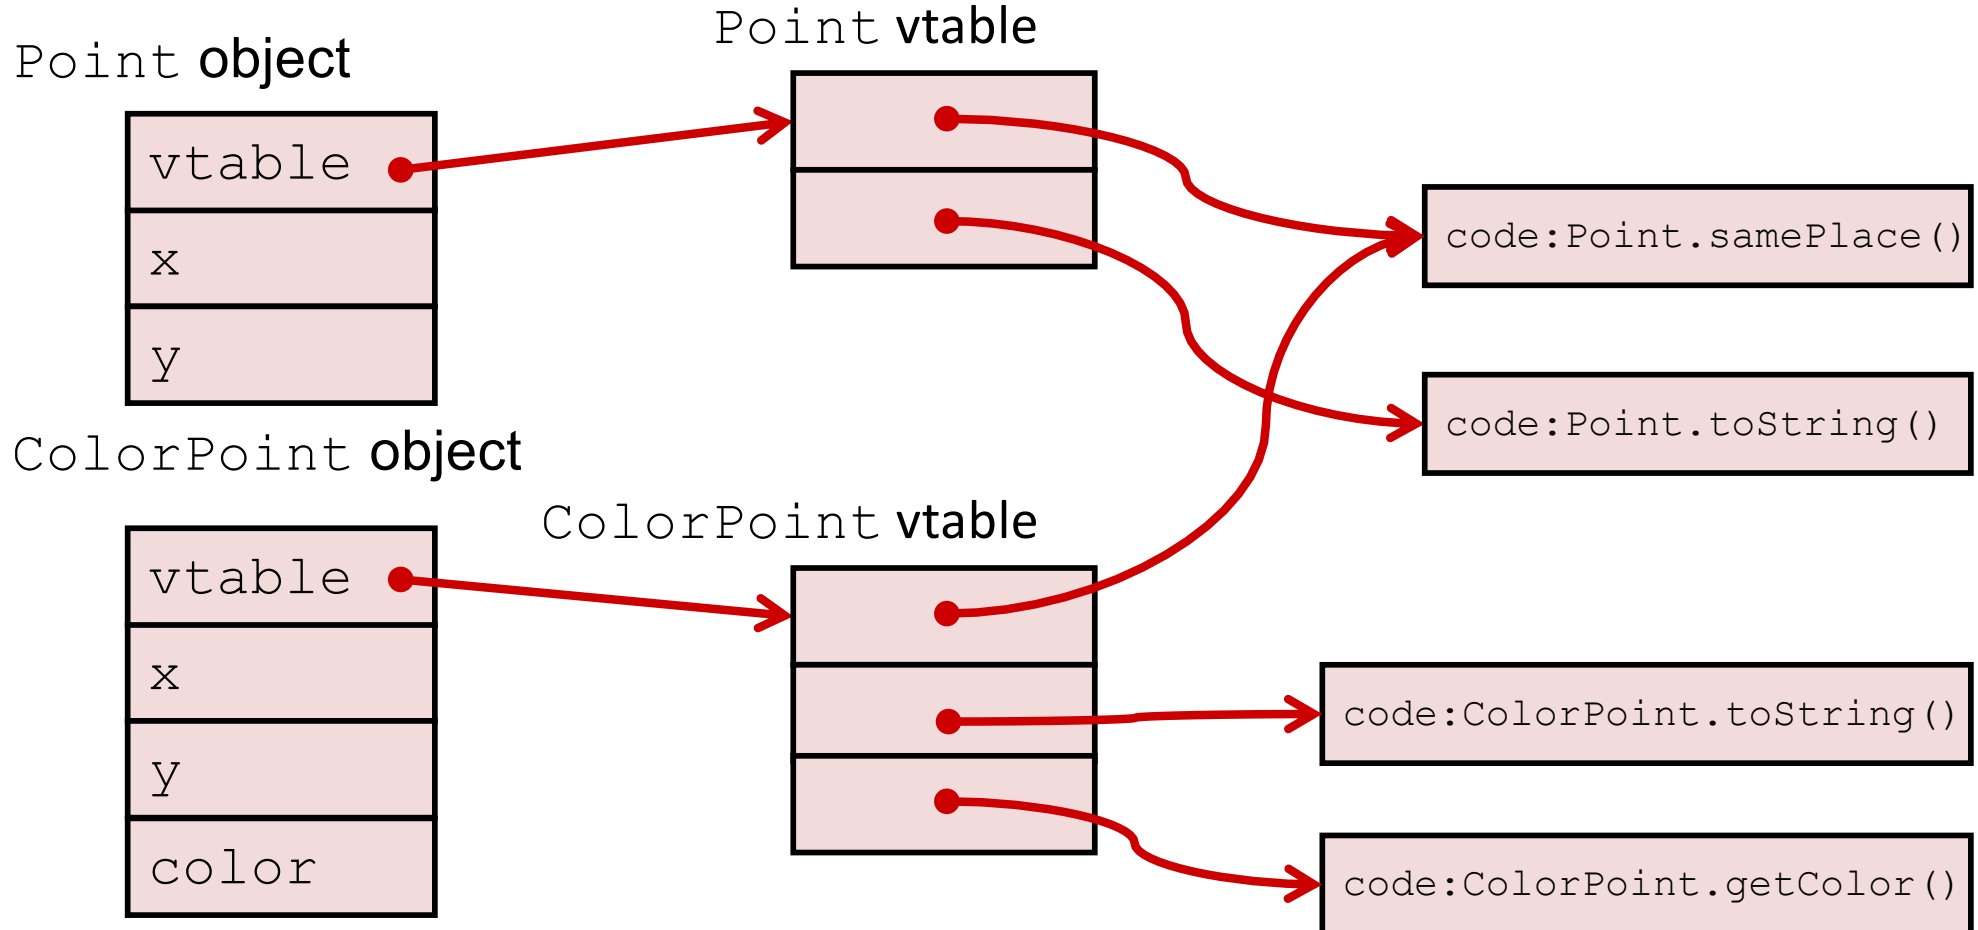 Point object
vtable
x
y
Point vtable
code:Point.samePlace()
code:Point.toString()
ColorPoint object
vtable
x
y
color
ColorPoint vtable
code:ColorPoint.toString()
code:ColorPoint.getColor()